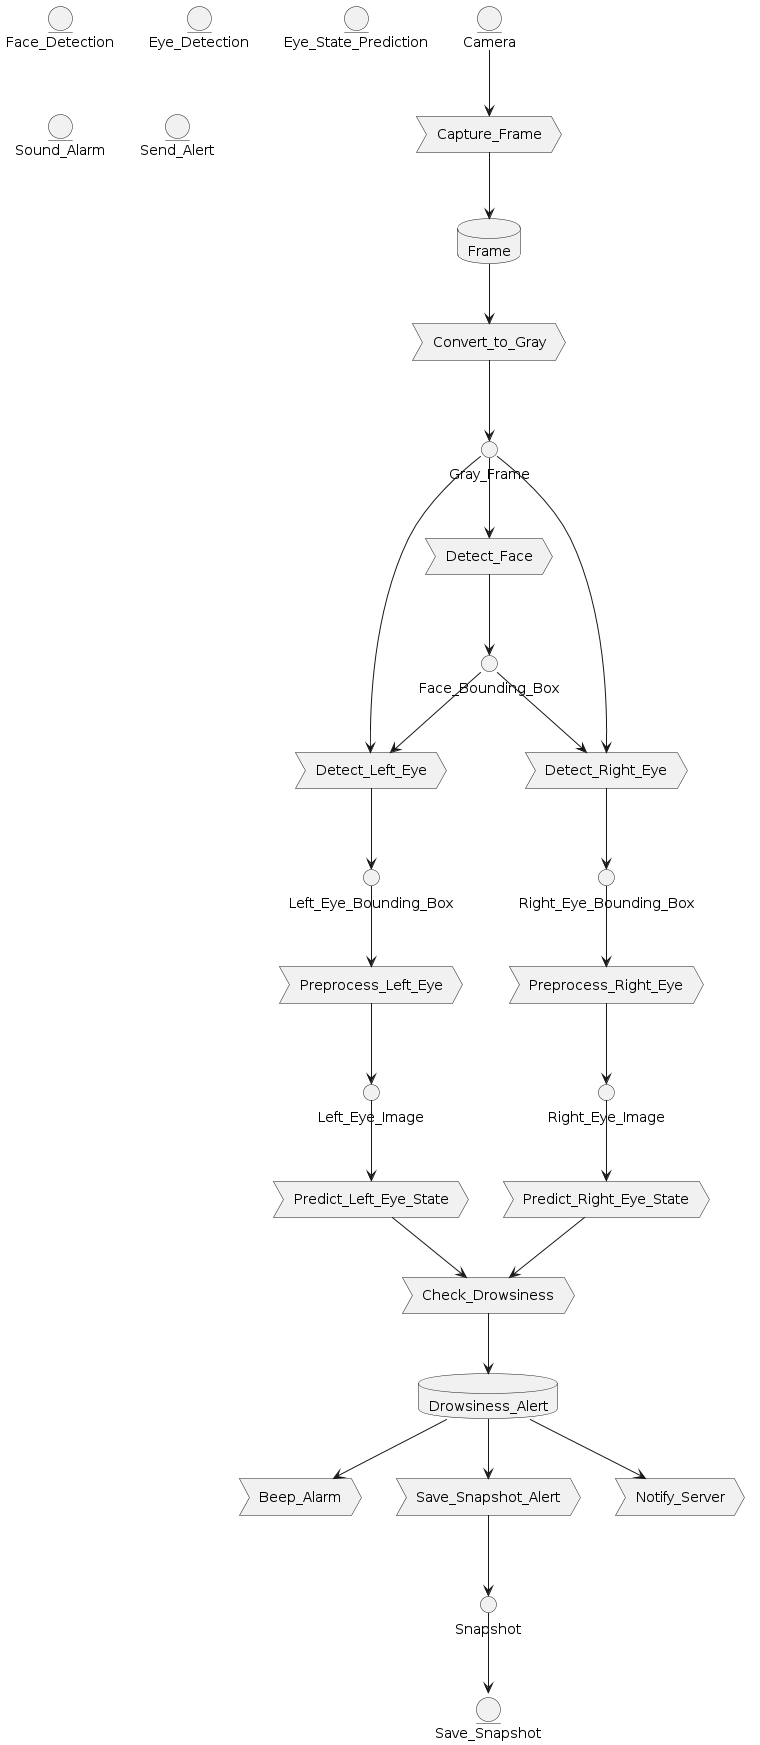 Face_Detection
Eye_Detection
Eye_State_Prediction
Camera
Sound_Alarm
Send_Alert
Capture_Frame
Frame
Convert_to_Gray
Gray_Frame
Detect_Face
Face_Bounding_Box
Detect_Left_Eye
Detect_Right_Eye
Left_Eye_Bounding_Box
Right_Eye_Bounding_Box
Preprocess_Left_Eye
Preprocess_Right_Eye
Left_Eye_Image
Right_Eye_Image
Predict_Left_Eye_State
Predict_Right_Eye_State
Check_Drowsiness
Drowsiness_Alert
Beep_Alarm
Save_Snapshot_Alert
Notify_Server
Snapshot
Save_Snapshot